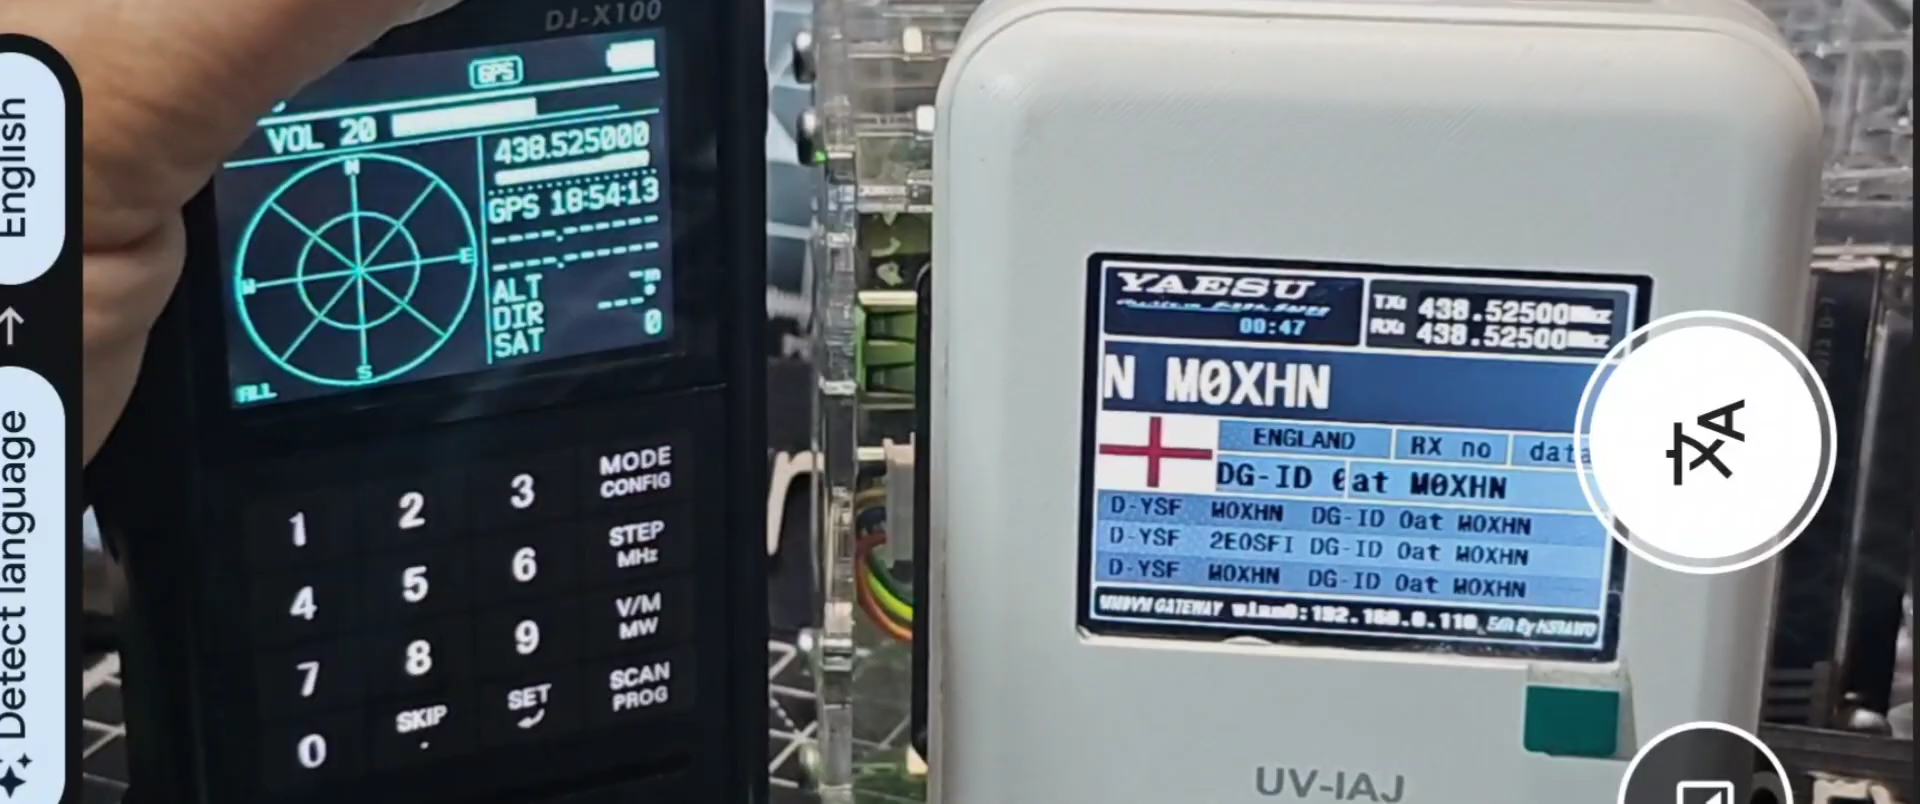 English
Detect language
DJ-X100
GPS
VOL 20
438.525000
GPS 18:54:13
---.-----
---.-----
ALT --m
DIR ---°
SAT 0
N
E
W
S
ALL
1 2 3 MODE
CONFIG
4 5 6 STEP
MHz
7 8 9 V/M
MW
0 SKIP . SET SCAN
PROG
YAESU
00:47
TX: 438.52500MHz
RX: 438.52500MHz
N M0XHN
ENGLAND RX no data
DG-ID 0at M0XHN
D-YSF M0XHN DG-ID 0at M0XHN
D-YSF 2E0SFI DG-ID 0at M0XHN
D-YSF M0XHN DG-ID 0at M0XHN
MMDVM GATEWAY wlan0:192.168.0.110
UV-IAJ